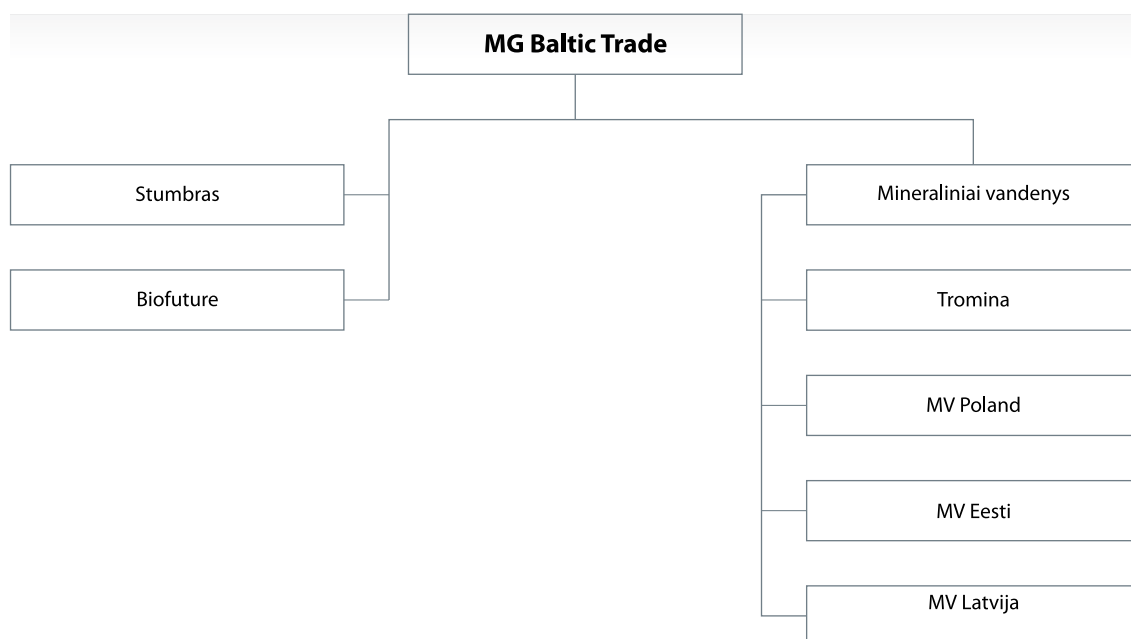 MG Baltic Trade
Stumbras
Biofuture
Mineraliniai vandenys
Tromina
MV Poland
MV Eesti
MV Latvija